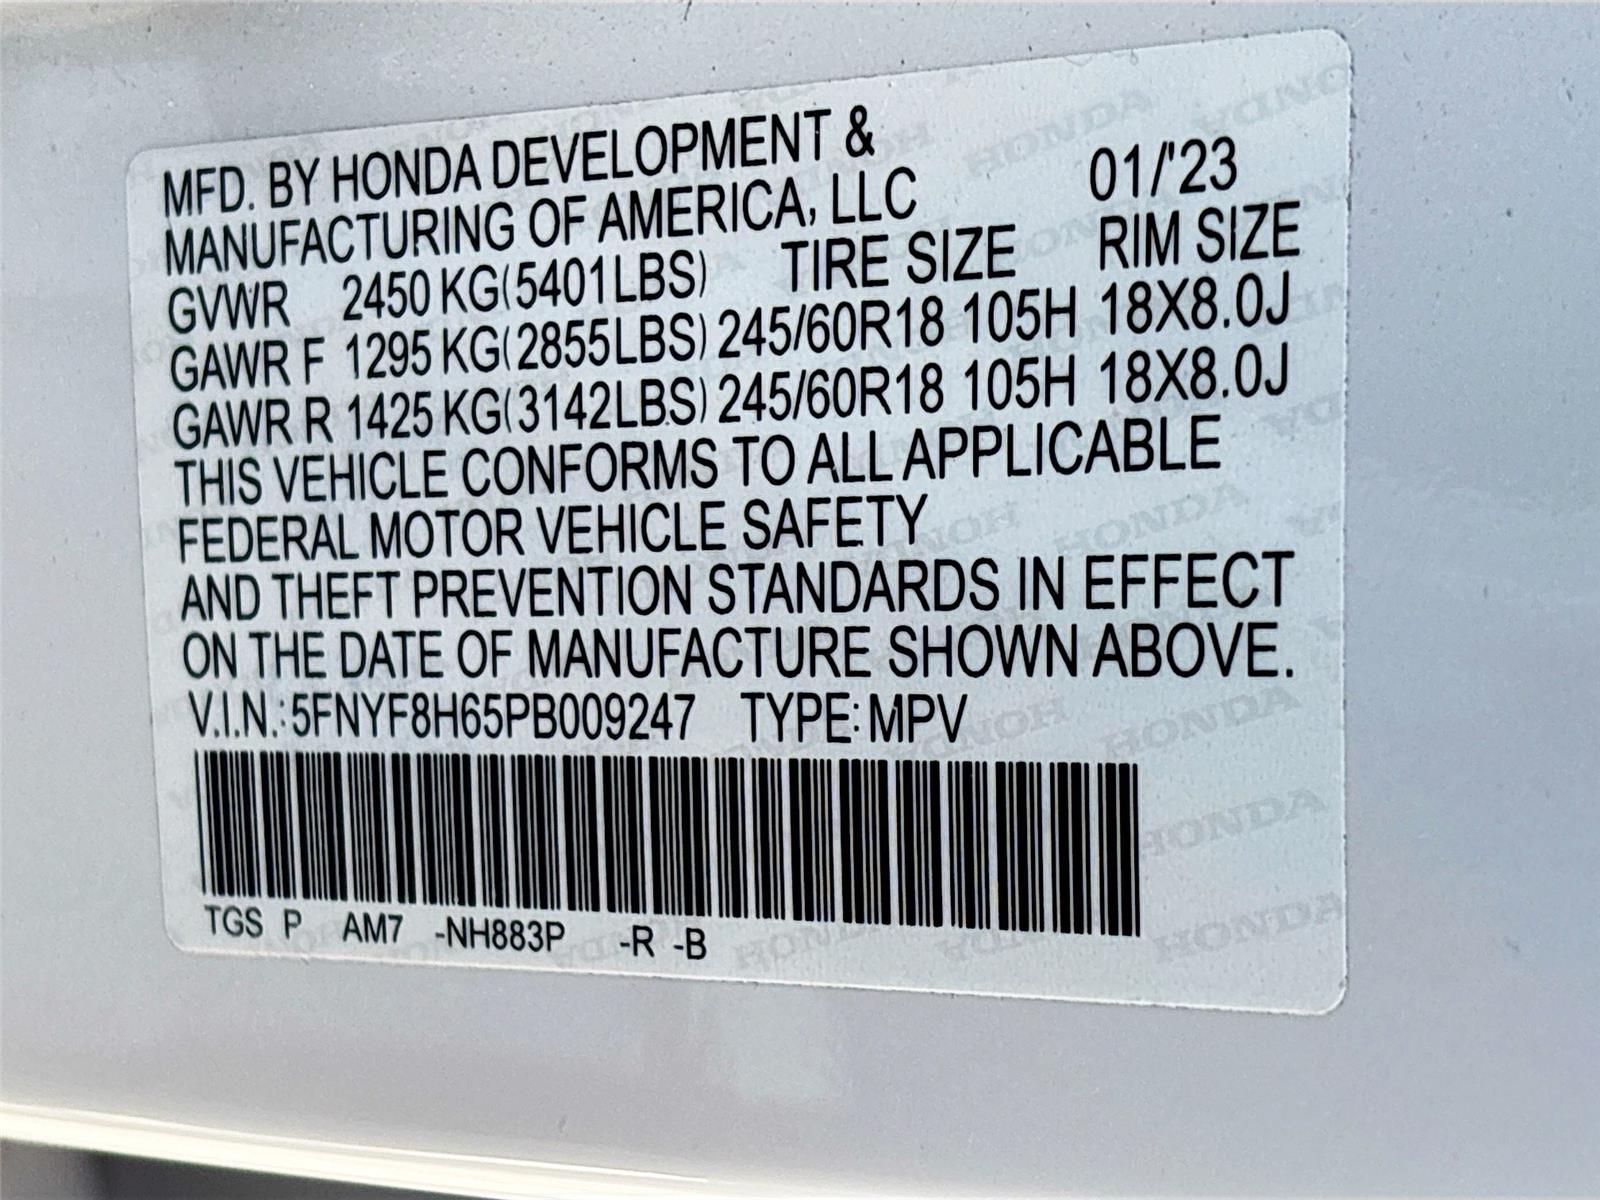 MFD. BY HONDA DEVELOPMENT &
MANUFACTURING OF AMERICA, LLC 01/'23
GVWR 2450 KG(5401LBS) TIRE SIZE RIM SIZE
GAWR F 1295 KG(2855LBS) 245/60R18 105H 18X8.0J
GAWR R 1425 KG(3142LBS) 245/60R18 105H 18X8.0J
THIS VEHICLE CONFORMS TO ALL APPLICABLE
FEDERAL MOTOR VEHICLE SAFETY
AND THEFT PREVENTION STANDARDS IN EFFECT
ON THE DATE OF MANUFACTURE SHOWN ABOVE.
V.I.N.: 5FNYF8H65PB009247 TYPE: MPV
TGS P AM7 -NH883P -R -B